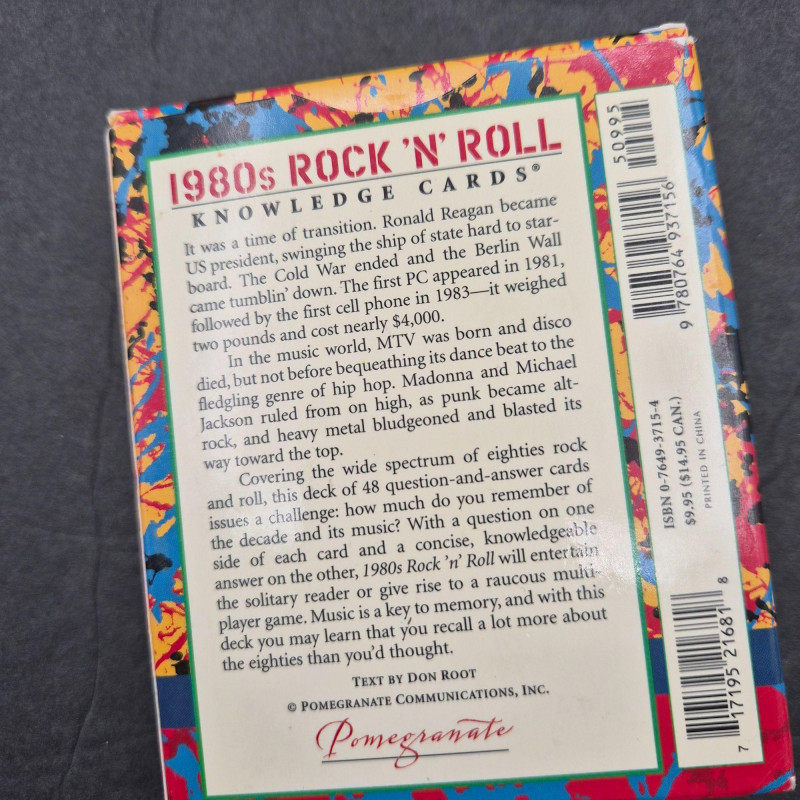 1980s ROCK 'N' ROLL
KNOWLEDGE CARDS®
It was a time of transition. Ronald Reagan became
US president, swinging the ship of state hard to star-
board. The Cold War ended and the Berlin Wall
came tumblin' down. The first PC appeared in 1981,
followed by the first cell phone in 1983—it weighed
two pounds and cost nearly $4,000.
In the music world, MTV was born and disco
died, but not before bequeathing its dance beat to the
fledgling genre of hip hop. Madonna and Michael
Jackson ruled from on high, as punk became alt-
rock, and heavy metal bludgeoned and blasted its
way toward the top.
Covering the wide spectrum of eighties rock
and roll, this deck of 48 question-and-answer cards
issues a challenge: how much do you remember of
the decade and its music? With a question on one
side of each card and a concise, knowledgeable
answer on the other, 1980s Rock 'n' Roll will entertain
the solitary reader or give rise to a raucous multi-
player game. Music is a key to memory, and with this
deck you may learn that you recall a lot more about
the eighties than you'd thought.
TEXT BY DON ROOT
© POMEGRANATE COMMUNICATIONS, INC.
Pomegranate
50995
9 780764 937156
ISBN 0-7649-3715-4
$9.95 ($14.95 CAN.)
PRINTED IN CHINA
7 17195 21681 8